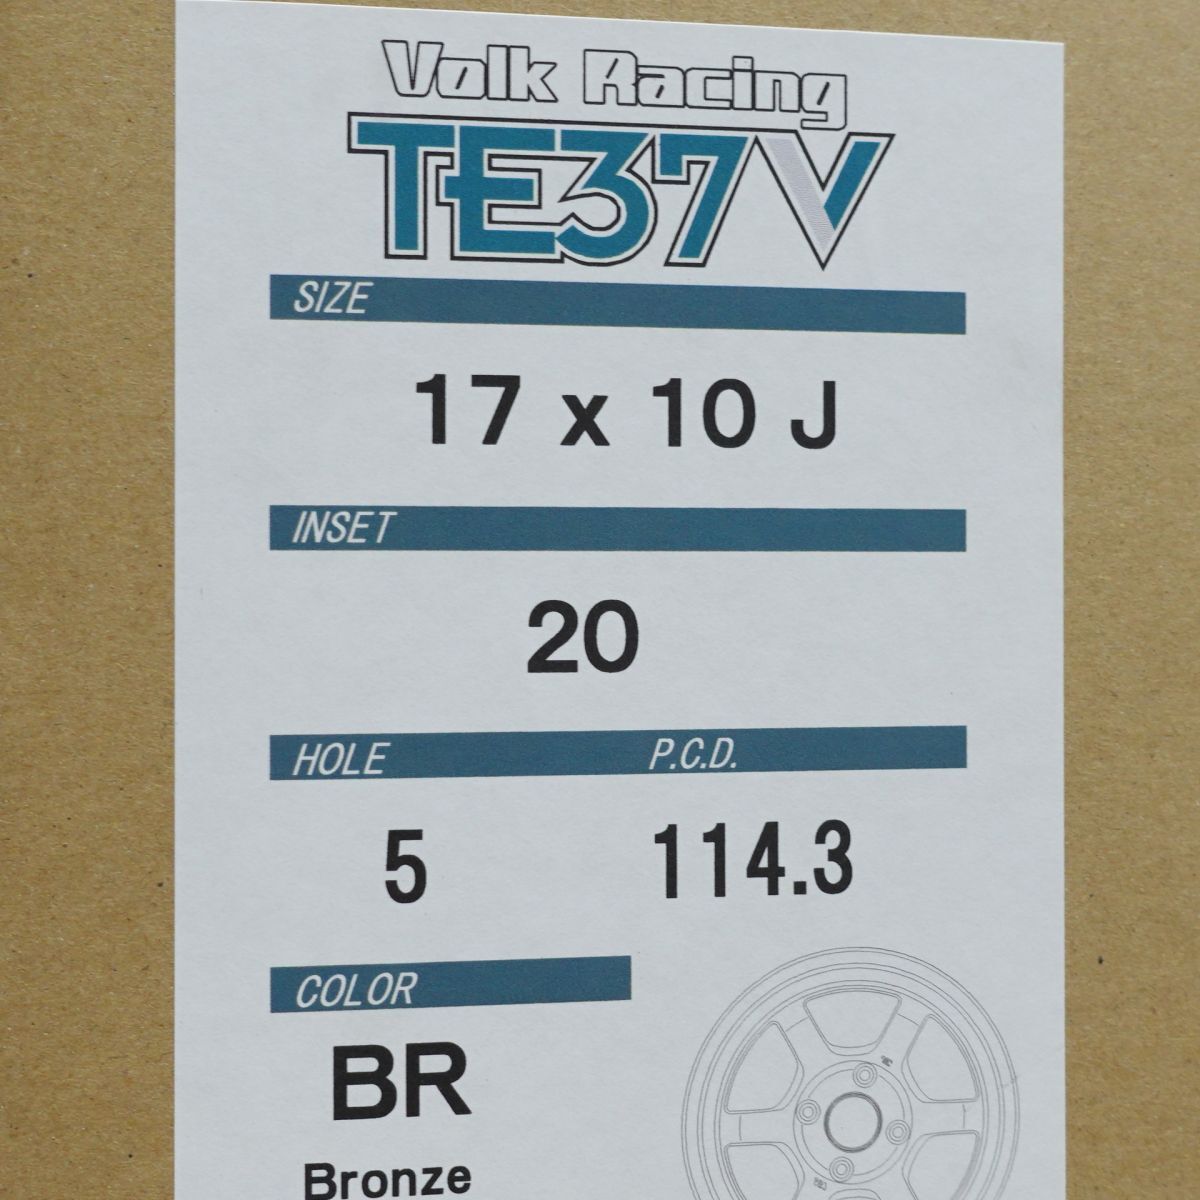 Volk Racing
TE37V
SIZE
17 x 10 J
INSET
20
HOLE P.C.D.
5 114.3
COLOR
BR
Bronze